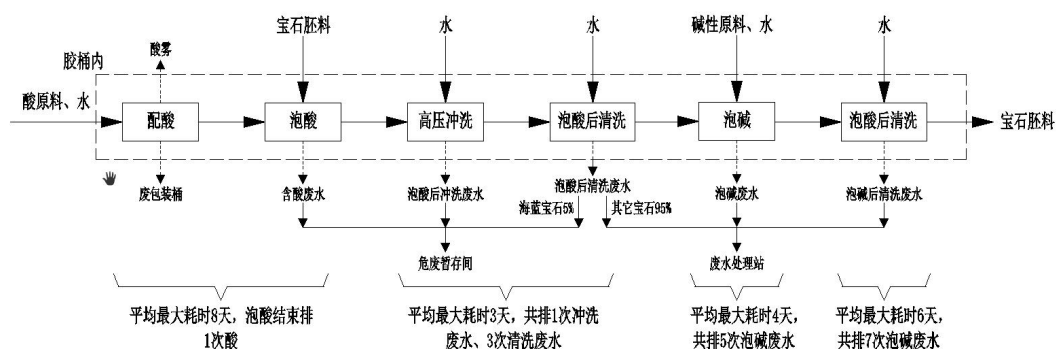 宝石胚料
水
水
碱性原料、水
水
酸雾
胶桶内
酸原料、水
配酸
泡酸
高压冲洗
泡酸后清洗
泡碱
泡酸后清洗
宝石胚料
废包装桶
含酸废水
泡酸后冲洗废水
泡酸后清洗废水
泡碱废水
泡碱后清洗废水
海蓝宝石5%
其它宝石95%
危废暂存间
废水处理站
平均最大耗时8天，泡酸结束排
1次酸
平均最大耗时3天，共排1次冲洗
废水、3次清洗废水
平均最大耗时4天，
共排5次泡碱废水
平均最大耗时6天，
共排7次泡碱废水